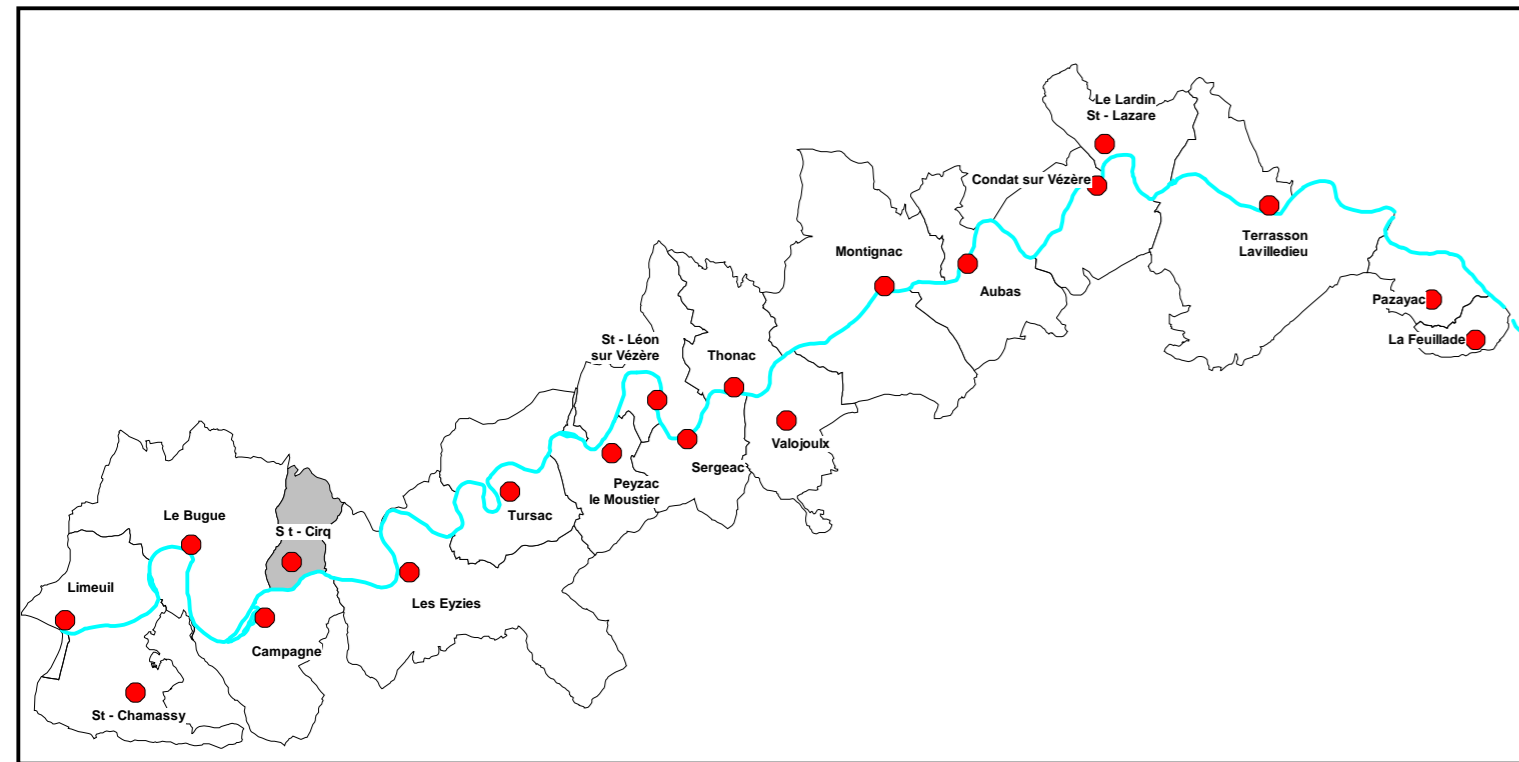 Le Lardin
St - Lazare
Condat sur Vézère
Terrasson
Lavilledieu
Montignac
Aubas
Pazayac
La Feuillade
St - Léon
sur Vézère
Thonac
Valojoulx
Sergeac
Peyzac
le Moustier
Tursac
Le Bugue
S t - Cirq
Limeuil
Les Eyzies
Campagne
St - Chamassy